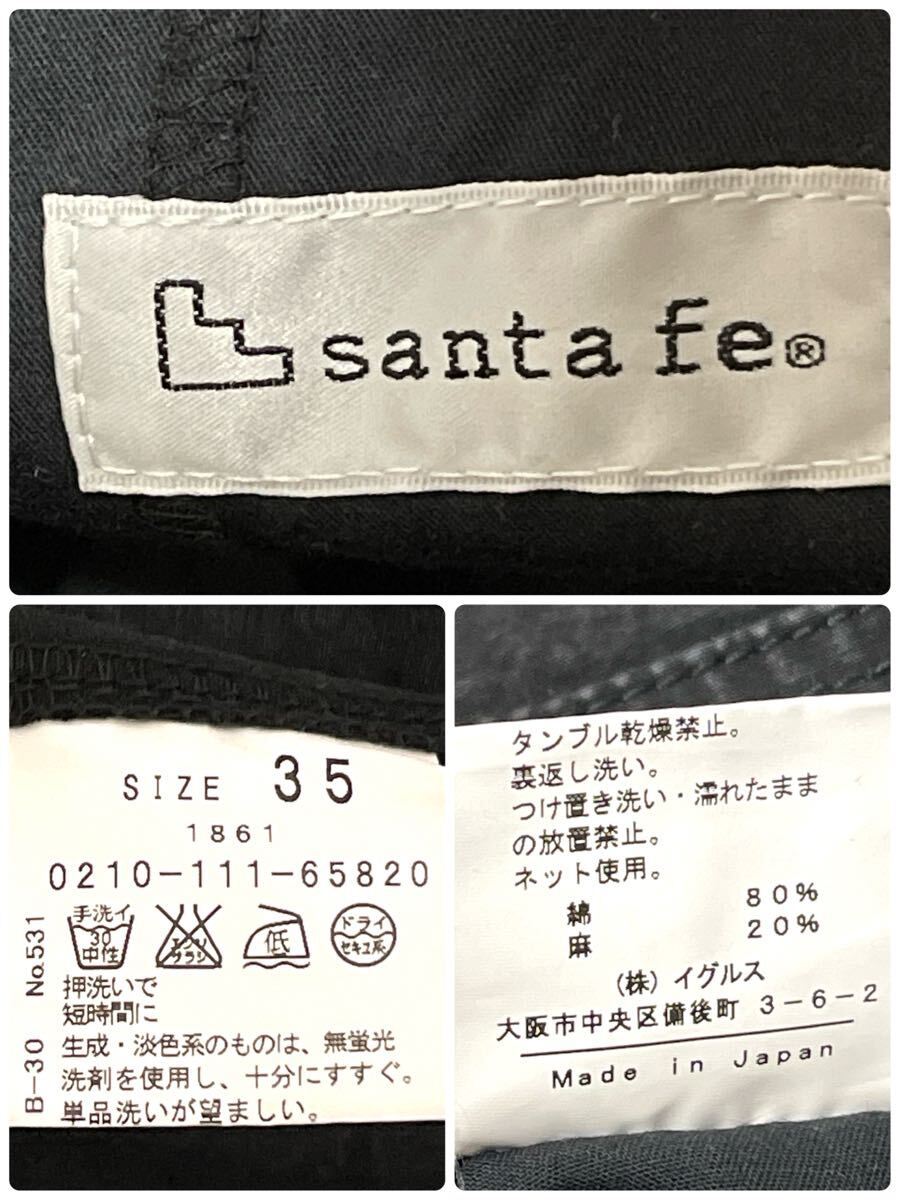 santa fe®
SIZE 35
1861
0210-111-65820
手洗イ
30
中性
エンソ
サラシ
低
ドライ
セキユ系
押洗いで
短時間に
生成・淡色系のものは、無蛍光
洗剤を使用し、十分にすすぐ。
単品洗いが望ましい。
B-30 No.531
タンブル乾燥禁止。
裏返し洗い。
つけ置き洗い・濡れたまま
の放置禁止。
ネット使用。
綿 80%
麻 20%
(株)イグルス
大阪市中央区備後町 3-6-2
Made in Japan